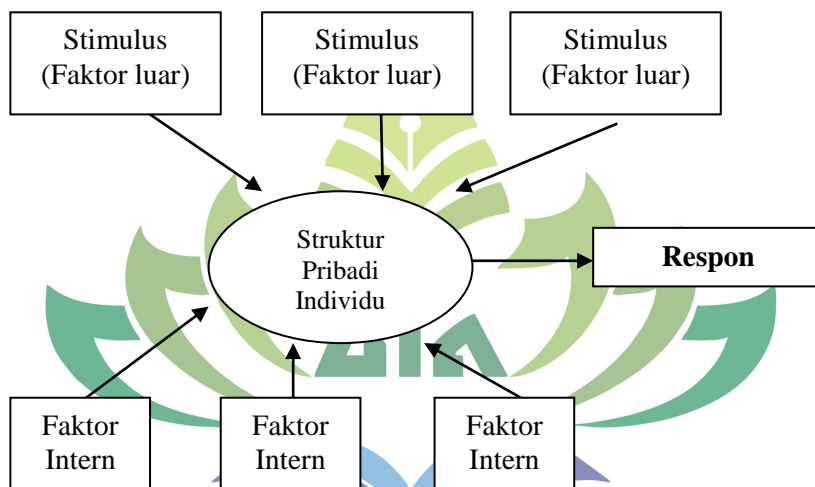 Stimulus
(Faktor luar)
Stimulus
(Faktor luar)
Stimulus
(Faktor luar)
Struktur
Pribadi
Individu
Respon
Faktor
Intern
Faktor
Intern
Faktor
Intern